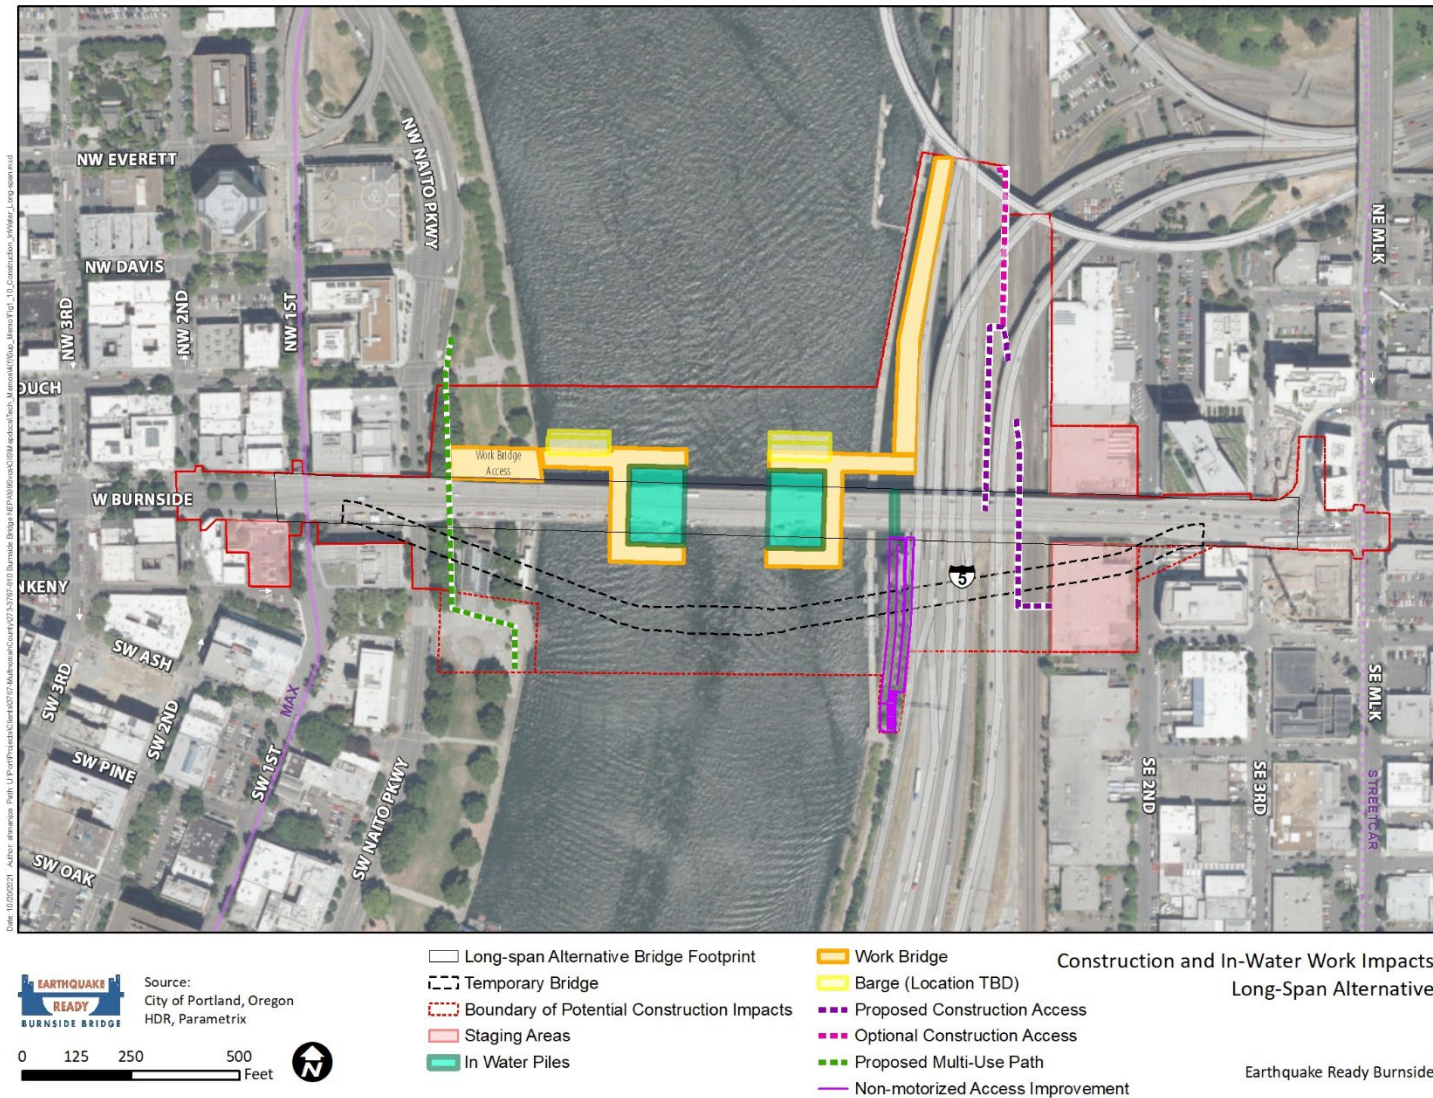 NW EVERETT
NW NAITO PKWY
NW DAVIS
NW 3RD
NW 2ND
NW 1ST
OUCH
NE MLK
Work Bridge
Access
W BURNSIDE
NKENY
5
SW ASH
SW 3RD
SW 2ND
MAX
SW PINE
SW 1ST
SW NAITO PKWY
SW OAK
SE 2ND
SE 3RD
SE MLK
STREETCAR
EARTHQUAKE
READY
BURNSIDE BRIDGE
Source:
City of Portland, Oregon
HDR, Parametrix
0 125 250 500
Feet
N
Long-span Alternative Bridge Footprint
Temporary Bridge
Boundary of Potential Construction Impacts
Staging Areas
In Water Piles
Work Bridge
Barge (Location TBD)
Proposed Construction Access
Optional Construction Access
Proposed Multi-Use Path
Non-motorized Access Improvement
Construction and In-Water Work Impacts
Long-Span Alternative
Earthquake Ready Burnside